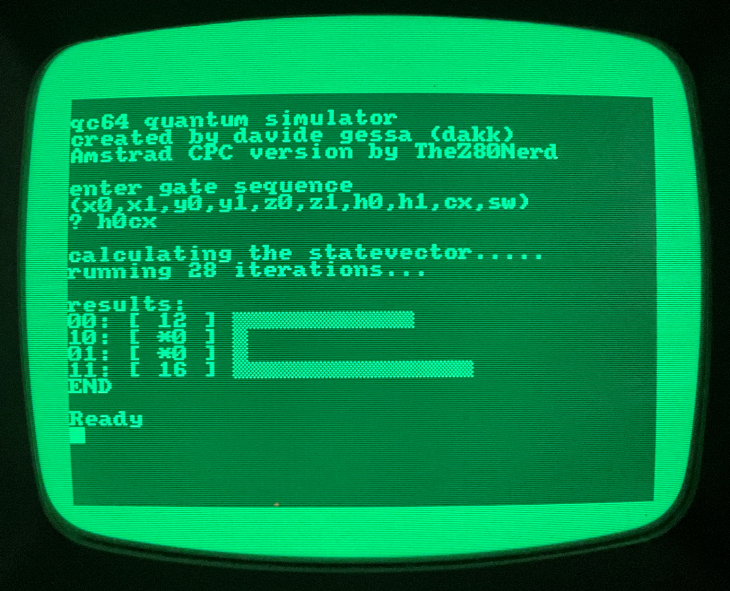 qc64 quantum simulator
created by davide gessa (dakk)
Amstrad CPC version by TheZ80Nerd
enter gate sequence
(x0,x1,y0,y1,z0,z1,h0,h1,cx,sw)
? h0cx
calculating the statevector.....
running 28 iterations...
results:
00: [ 12 ]
10: [ *0 ]
01: [ *0 ]
11: [ 16 ]
END
Ready